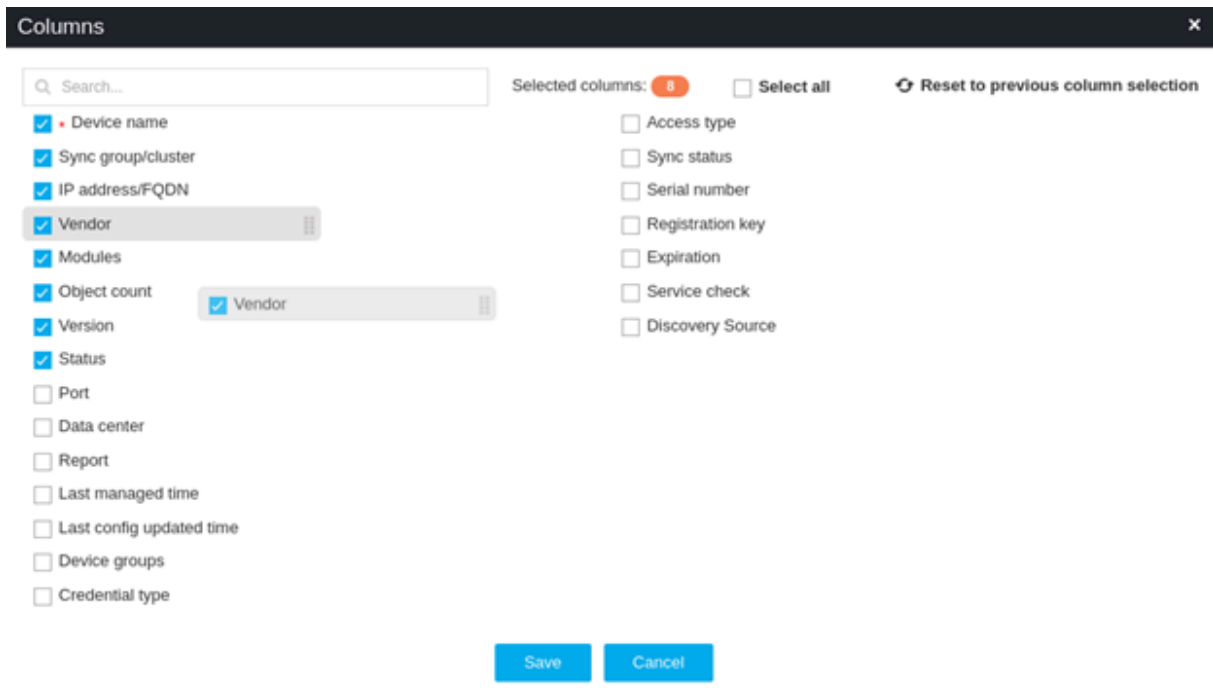 Columns
Search...
Selected columns: 8
Select all
Reset to previous column selection
Device name
Sync group/cluster
IP address/FQDN
Vendor
Modules
Object count
Vendor
Version
Status
Port
Data center
Report
Last managed time
Last config updated time
Device groups
Credential type
Access type
Sync status
Serial number
Registration key
Expiration
Service check
Discovery Source
Save
Cancel